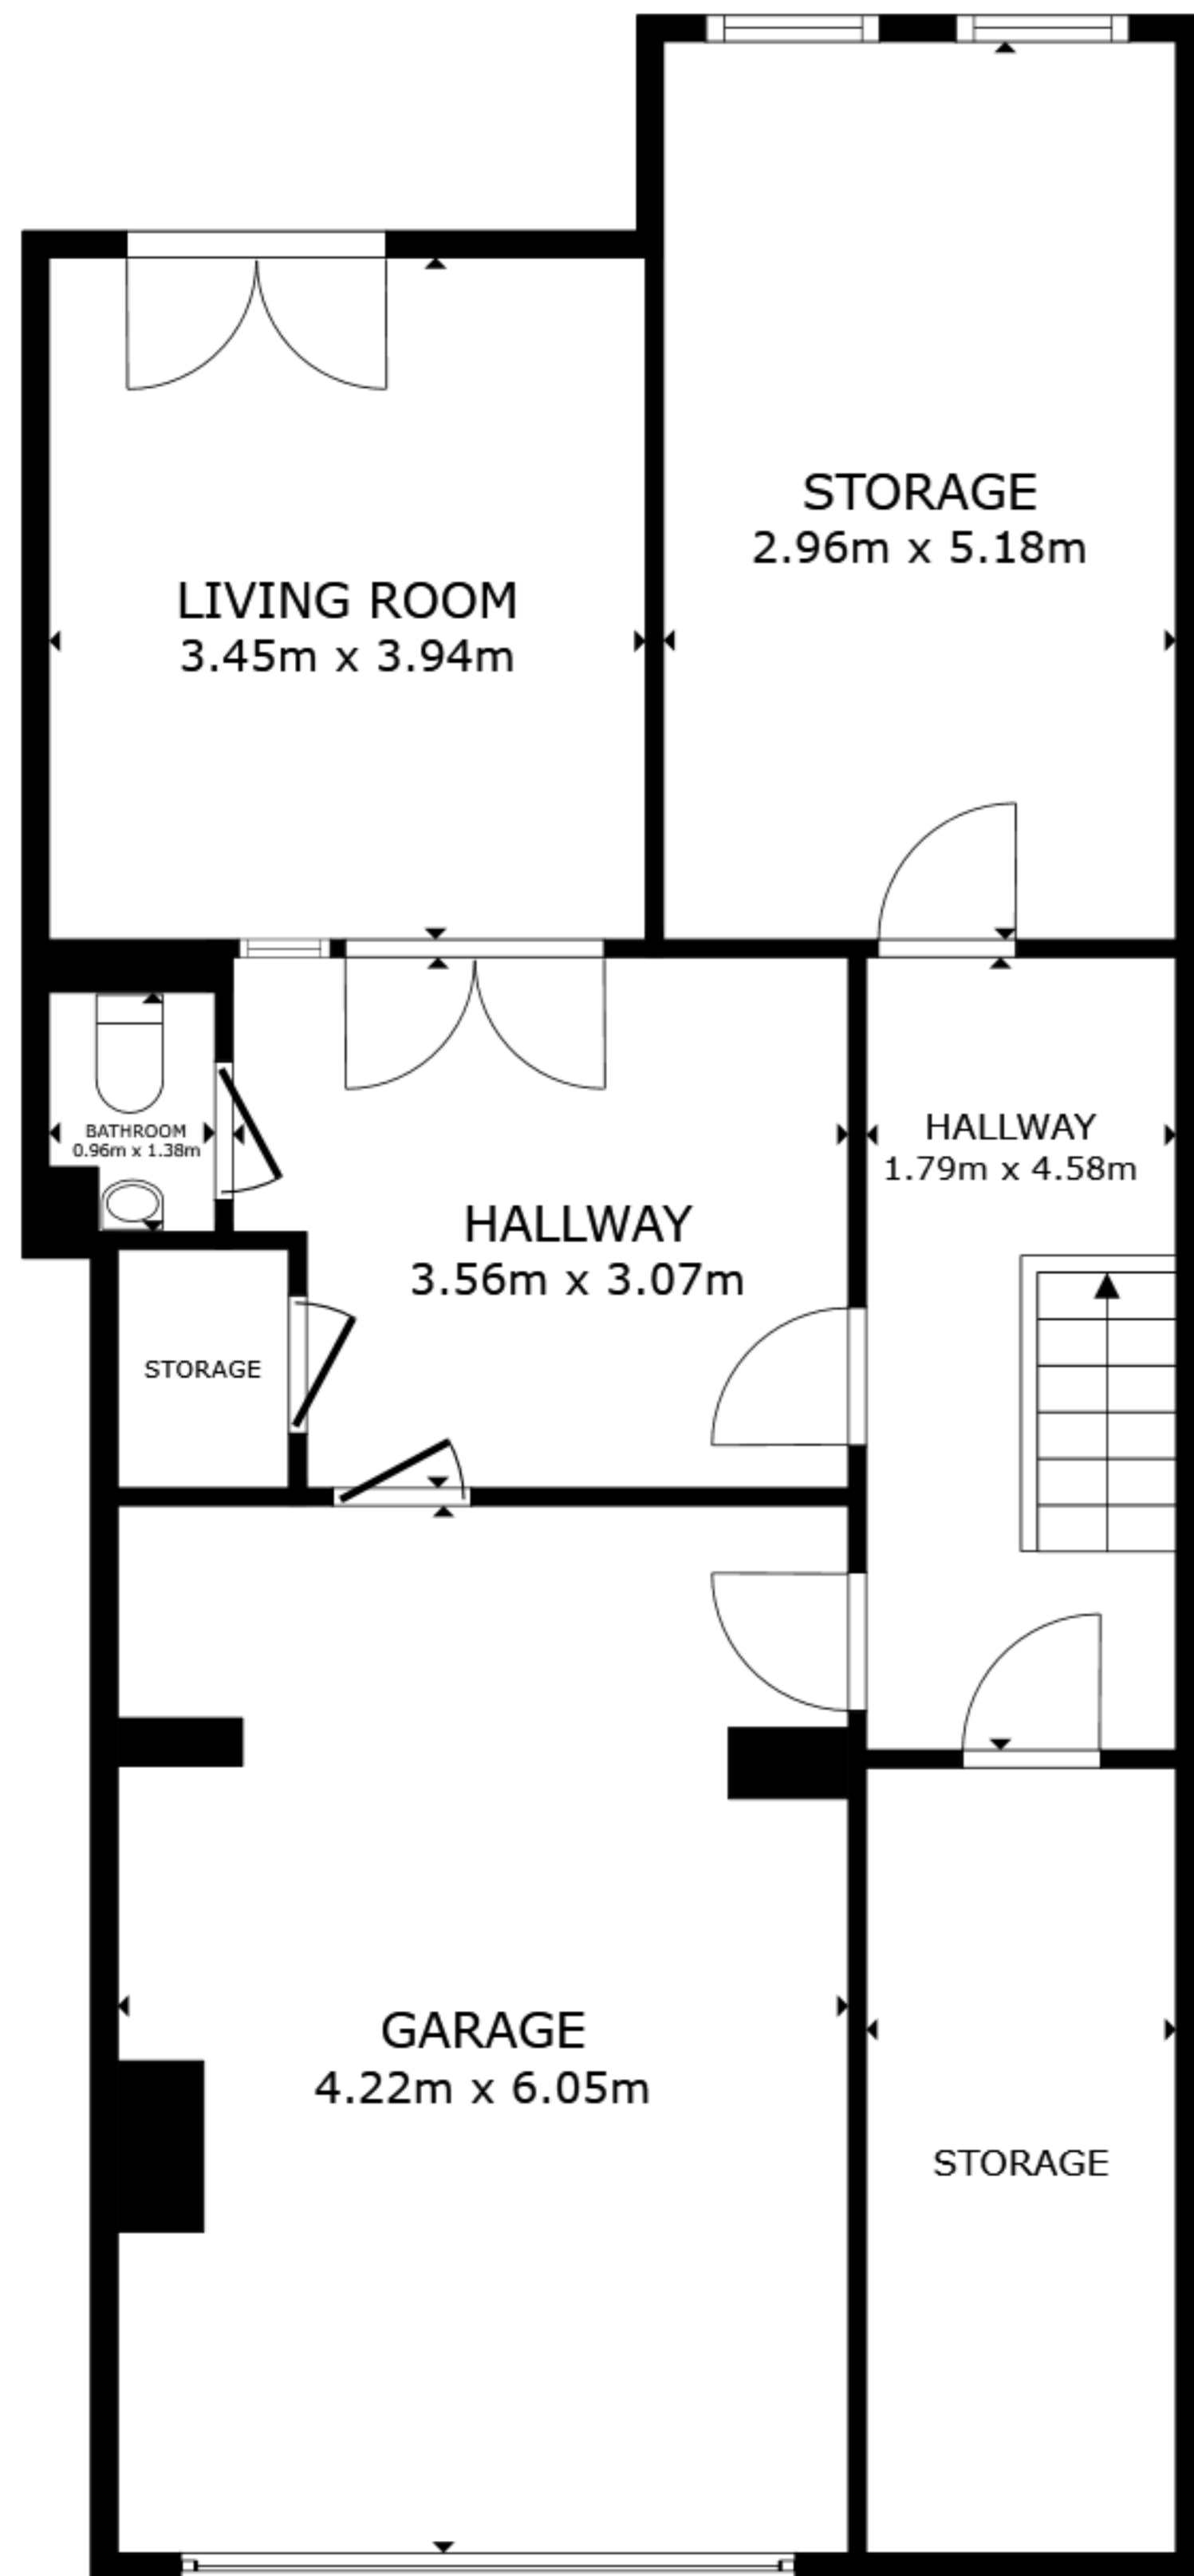 STORAGE
2.96m x 5.18m
LIVING ROOM
3.45m x 3.94m
BATHROOM
0.96m x 1.38m
HALLWAY
1.79m x 4.58m
HALLWAY
3.56m x 3.07m
STORAGE
GARAGE
4.22m x 6.05m
STORAGE